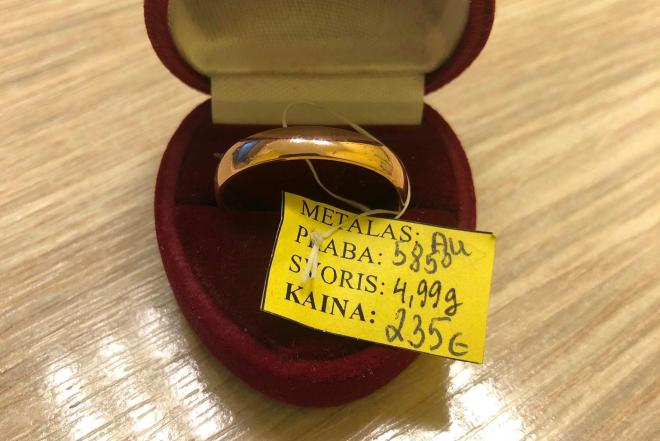 METALAS: Au
PRABA: 585°
SVORIS: 4,99g
KAINA: 235€